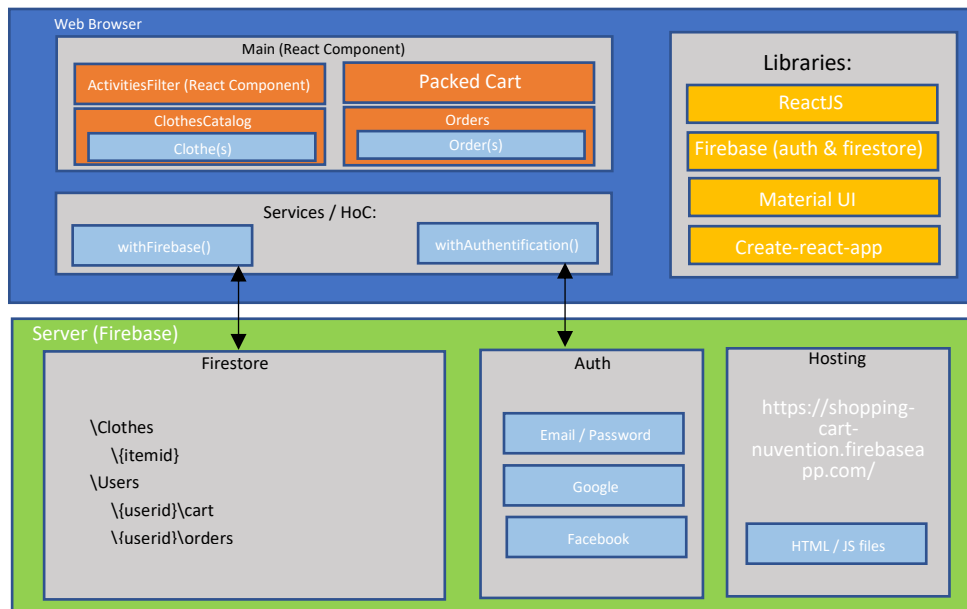 Web Browser
Main (React Component)
ActivitiesFilter (React Component)
Packed Cart
ClothesCatalog
Clothe(s)
Orders
Order(s)
Services / HoC:
withFirebase()
withAuthentification()
Libraries:
ReactJS
Firebase (auth & firestore)
Material UI
Create-react-app
Server (Firebase)
Firestore
\Clothes
\{itemid}
\Users
\{userid}\cart
\{userid}\orders
Auth
Email / Password
Google
Facebook
Hosting
https://shopping-
cart-
nuvention.firebasea
pp.com/
HTML / JS files